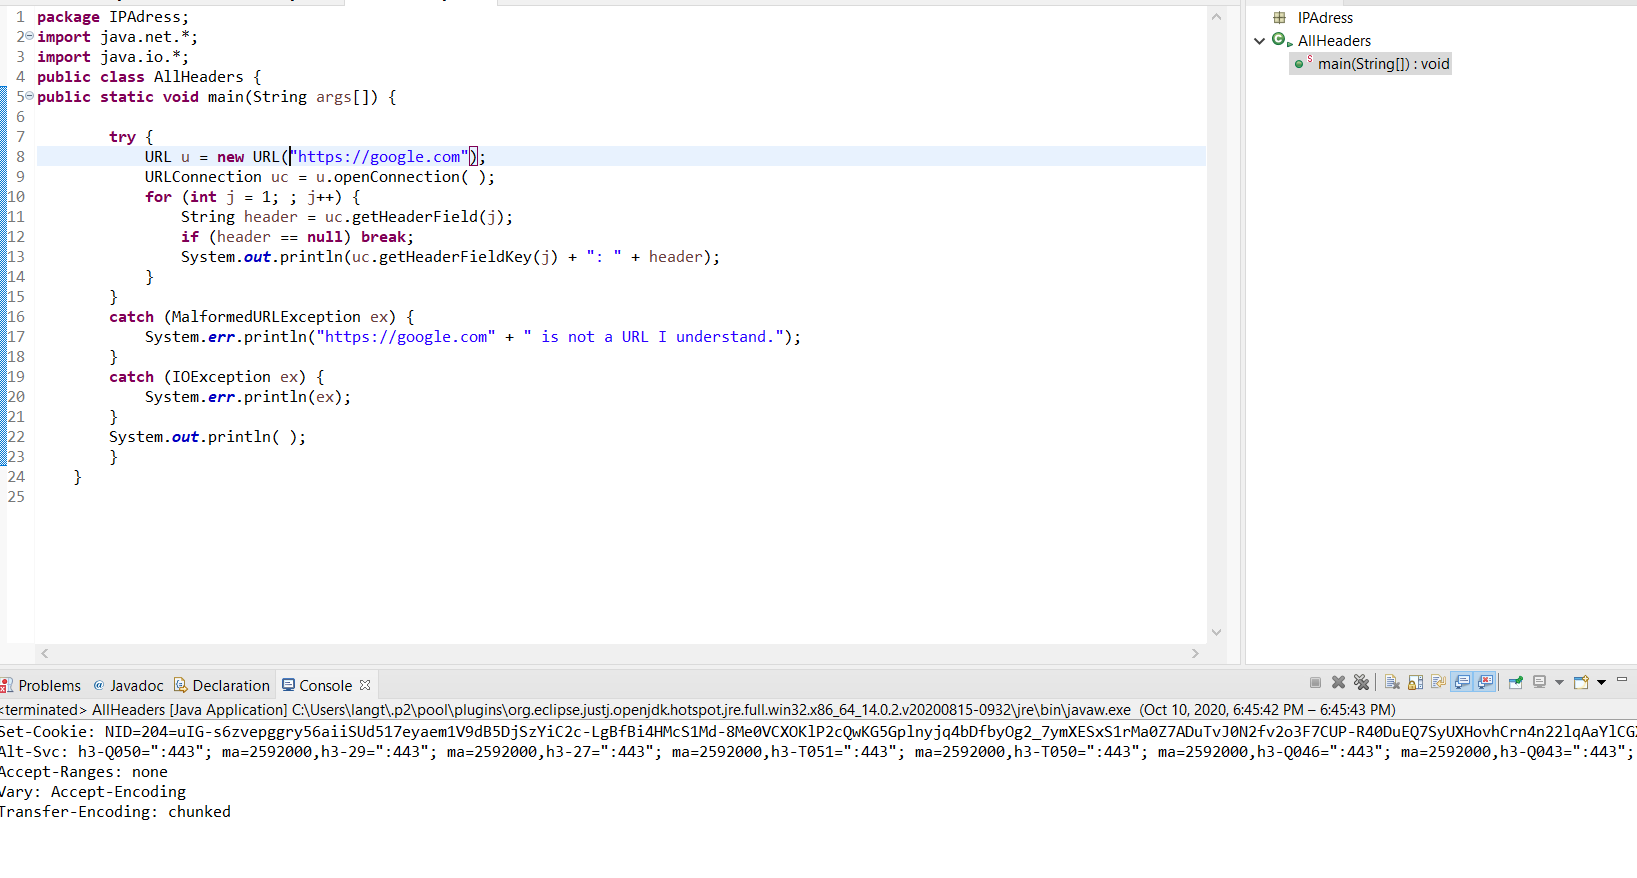 1 package IPAdress;
2 import java.net.*;
3 import java.io.*;
4 public class AllHeaders {
5 public static void main(String args[]) {
6
7 try {
8 URL u = new URL("https://google.com");
9 URLConnection uc = u.openConnection( );
10 for (int j = 1; ; j++) {
11 String header = uc.getHeaderField(j);
12 if (header == null) break;
13 System.out.println(uc.getHeaderFieldKey(j) + ": " + header);
14 }
15 }
16 catch (MalformedURLException ex) {
17 System.err.println("https://google.com" + " is not a URL I understand.");
18 }
19 catch (IOException ex) {
20 System.err.println(ex);
21 }
22 System.out.println( );
23 }
24 }
25
IPAdress
AllHeaders
main(String[]) : void
Problems @ Javadoc Declaration Console
<terminated> AllHeaders [Java Application] C:\Users\langt\.p2\pool\plugins\org.eclipse.justj.openjdk.hotspot.jre.full.win32.x86_64_14.0.2.v20200815-0932\jre\bin\javaw.exe (Oct 10, 2020, 6:45:42 PM – 6:45:43 PM)
Set-Cookie: NID=204=uIG-s6zvepggry56aiiSUd517eyaem1V9dB5DjSzYiC2c-LgBfBi4HMcS1Md-8Me0VCXOKlP2cQwKG5Gplnyjq4bDfbyOg2_7ymXESxS1rMa0Z7ADuTvJ0N2fv2o3F7CUP-R40DuEQ7SyUXHovhCrn4n22lqAaYlCGZ
Alt-Svc: h3-Q050=":443"; ma=2592000,h3-29=":443"; ma=2592000,h3-27=":443"; ma=2592000,h3-T051=":443"; ma=2592000,h3-T050=":443"; ma=2592000,h3-Q046=":443"; ma=2592000,h3-Q043=":443";
Accept-Ranges: none
Vary: Accept-Encoding
Transfer-Encoding: chunked